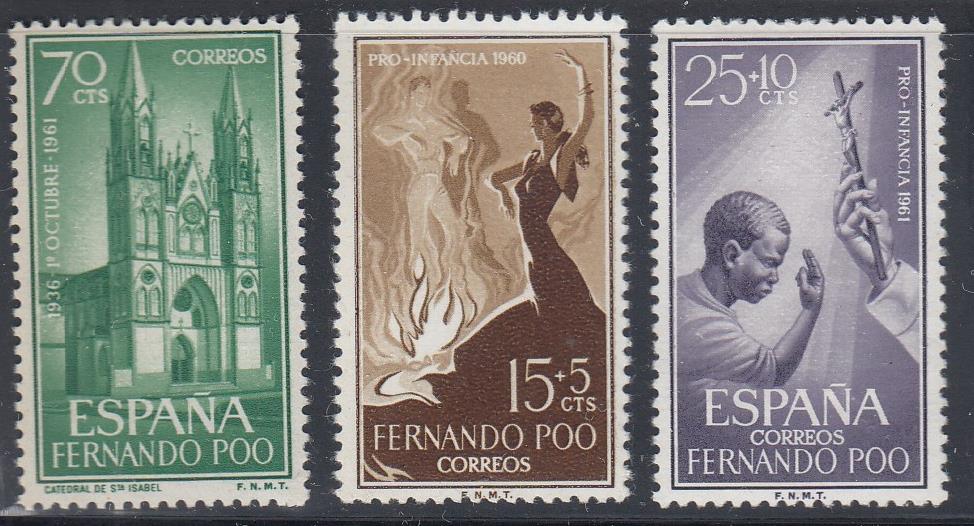 70
CTS
CORREOS
1936-1º OCTUBRE-1961
ESPAÑA
FERNANDO POO
CATEDRAL DE Sta ISABEL
F. N. M. T.
PRO-INFANCIA 1960
15+5
CTS
FERNANDO POO
CORREOS
F. N. M. T.
25+10
CTS
PRO-INFANCIA 1961
ESPAÑA
CORREOS
FERNANDO POO
F. N. M. T.